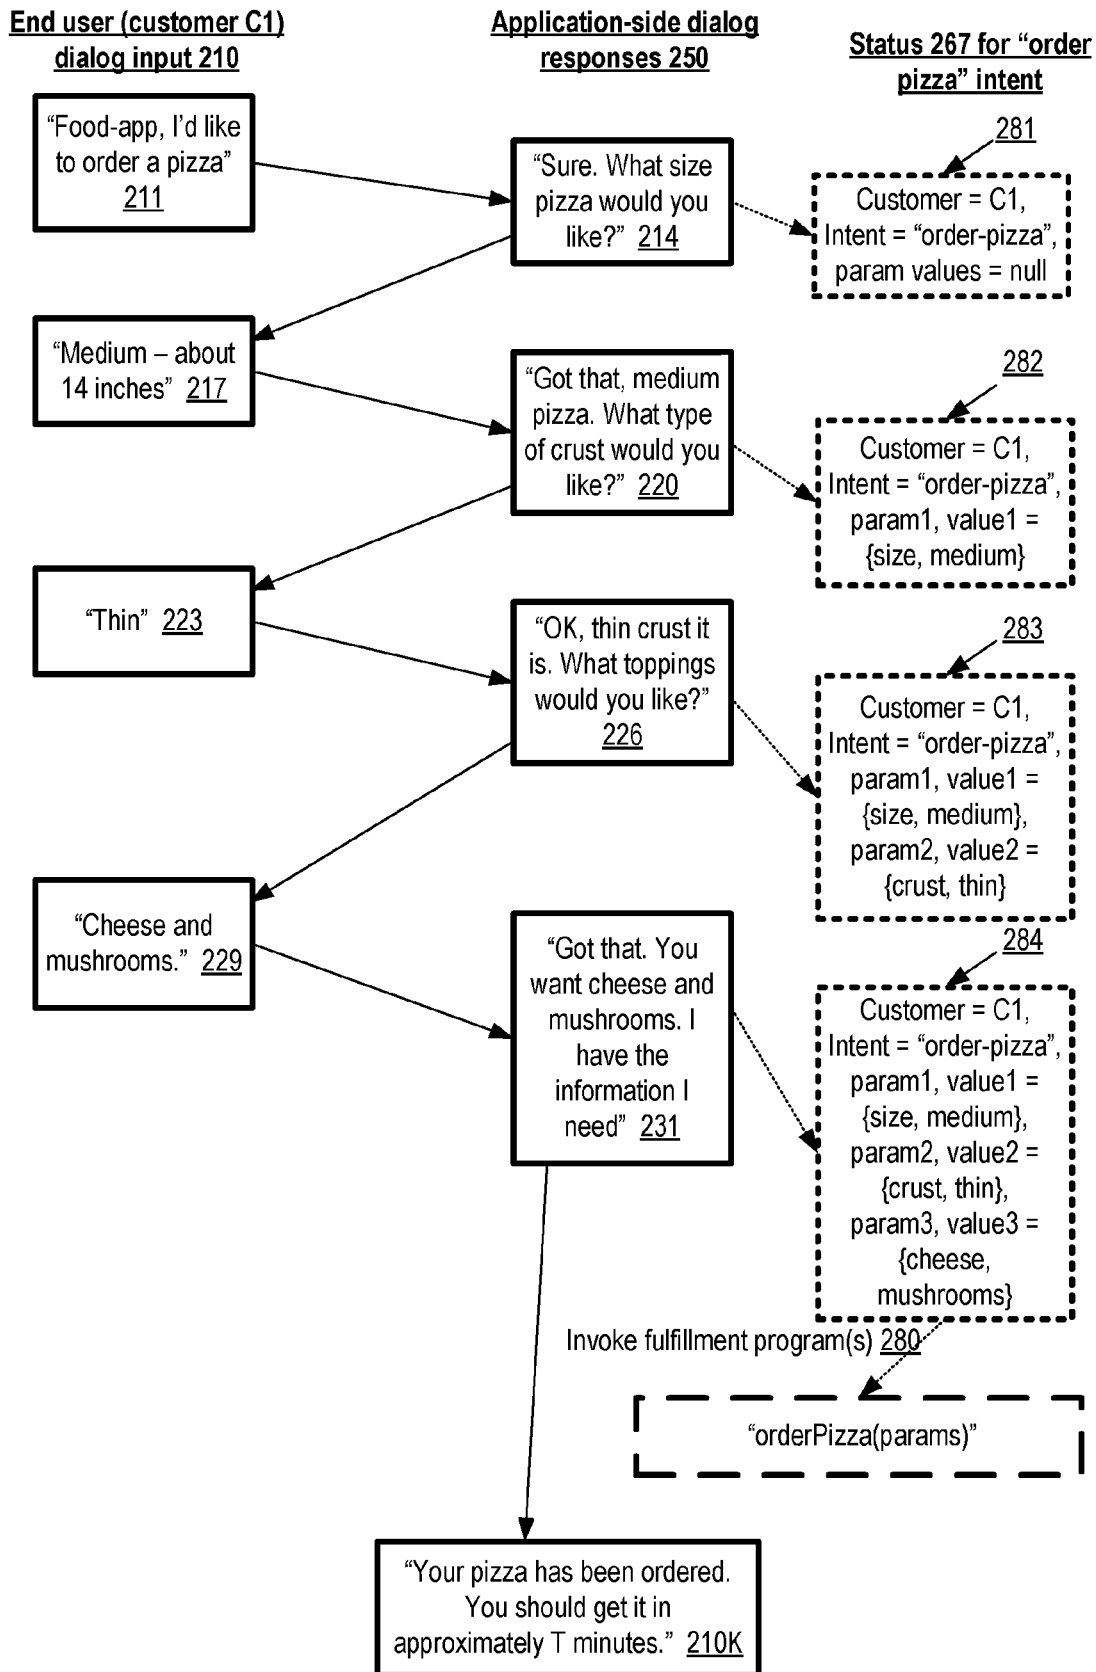 End user (customer C1)
dialog input 210
Application-side dialog
responses 250
Status 267 for “order
pizza” intent
“Food-app, I’d like
to order a pizza”
211
“Sure. What size
pizza would you
like?” 214
281
Customer = C1,
Intent = “order-pizza”,
param values = null
“Medium – about
14 inches” 217
“Got that, medium
pizza. What type
of crust would you
like?” 220
282
Customer = C1,
Intent = “order-pizza”,
param1, value1 =
{size, medium}
“Thin” 223
“OK, thin crust it
is. What toppings
would you like?”
226
283
Customer = C1,
Intent = “order-pizza”,
param1, value1 =
{size, medium},
param2, value2 =
{crust, thin}
“Cheese and
mushrooms.” 229
“Got that. You
want cheese and
mushrooms. I
have the
information I
need” 231
284
Customer = C1,
Intent = “order-pizza”,
param1, value1 =
{size, medium},
param2, value2 =
{crust, thin},
param3, value3 =
{cheese,
mushrooms}
Invoke fulfillment program(s) 280
“orderPizza(params)”
“Your pizza has been ordered.
You should get it in
approximately T minutes.” 210K